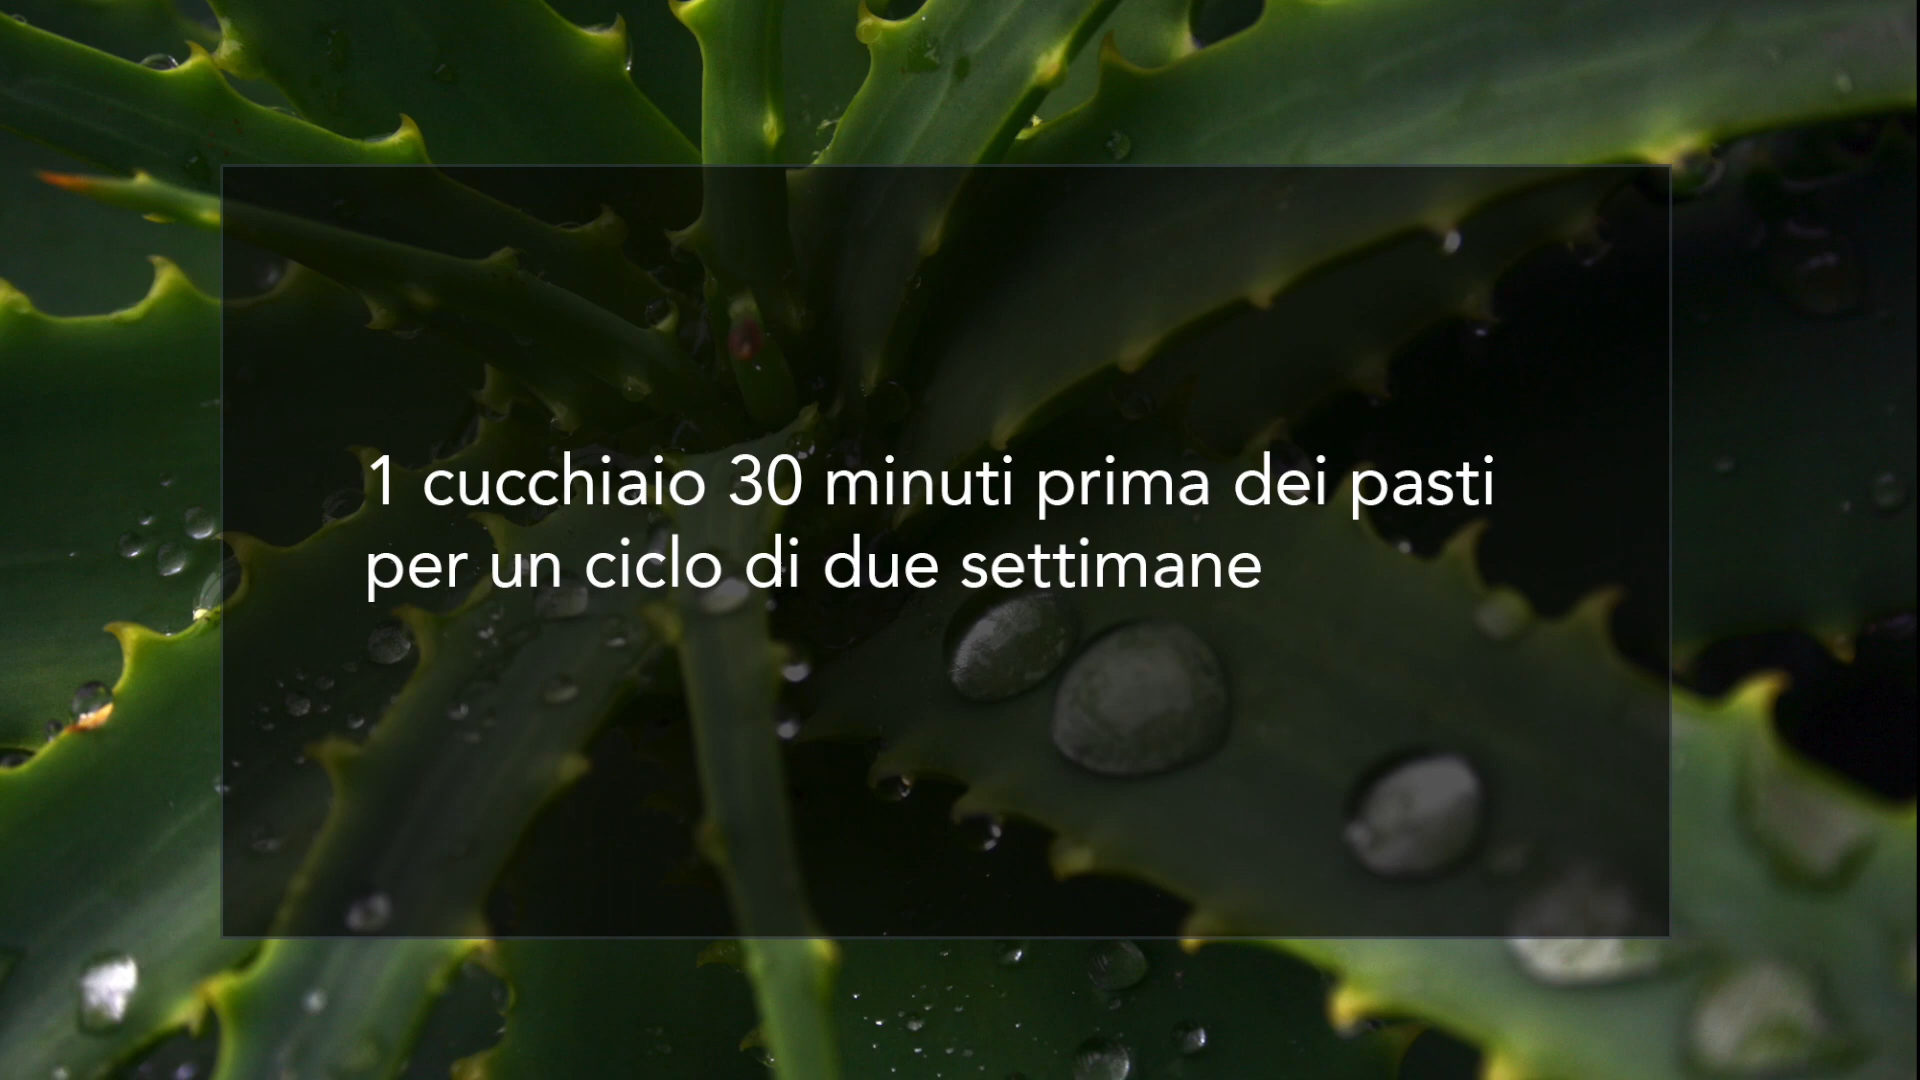 1 cucchiaio 30 minuti prima dei pasti
per un ciclo di due settimane